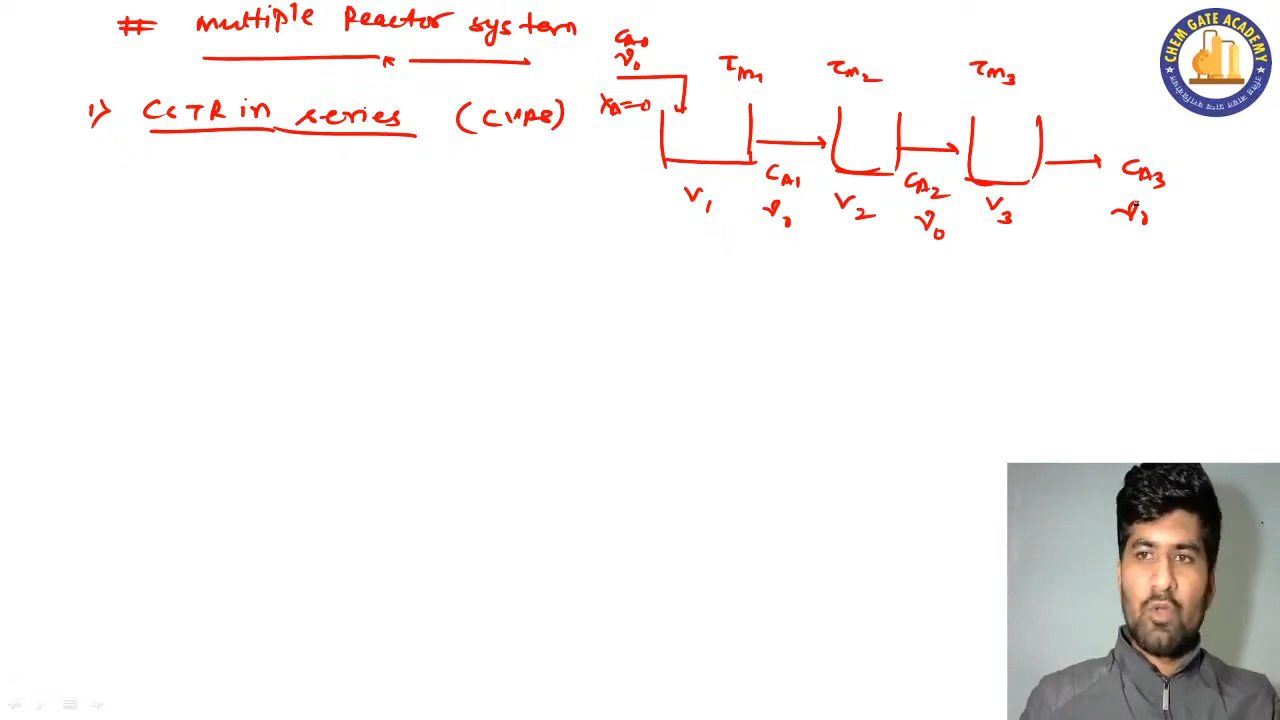 # multiple Reactor system
1) CSTR in series (CVRS)
CA0
v0
XA=0
τm1 τm2 τm3
CA1 CA2 CA3
V1 v0 V2 v0 V3 v0
CHEM GATE ACADEMY